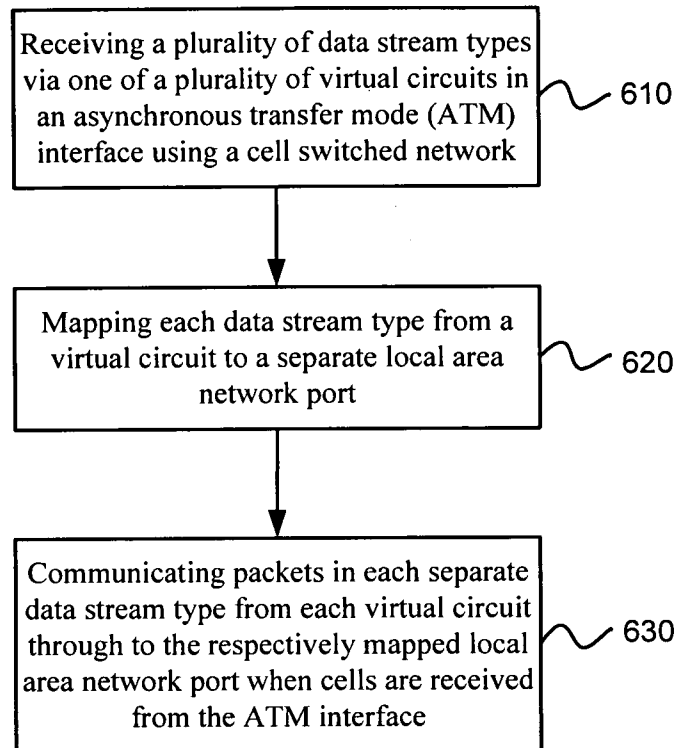 Receiving a plurality of data stream types
via one of a plurality of virtual circuits in
an asynchronous transfer mode (ATM)
interface using a cell switched network
610
Mapping each data stream type from a
virtual circuit to a separate local area
network port
620
Communicating packets in each separate
data stream type from each virtual circuit
through to the respectively mapped local
area network port when cells are received
from the ATM interface
630